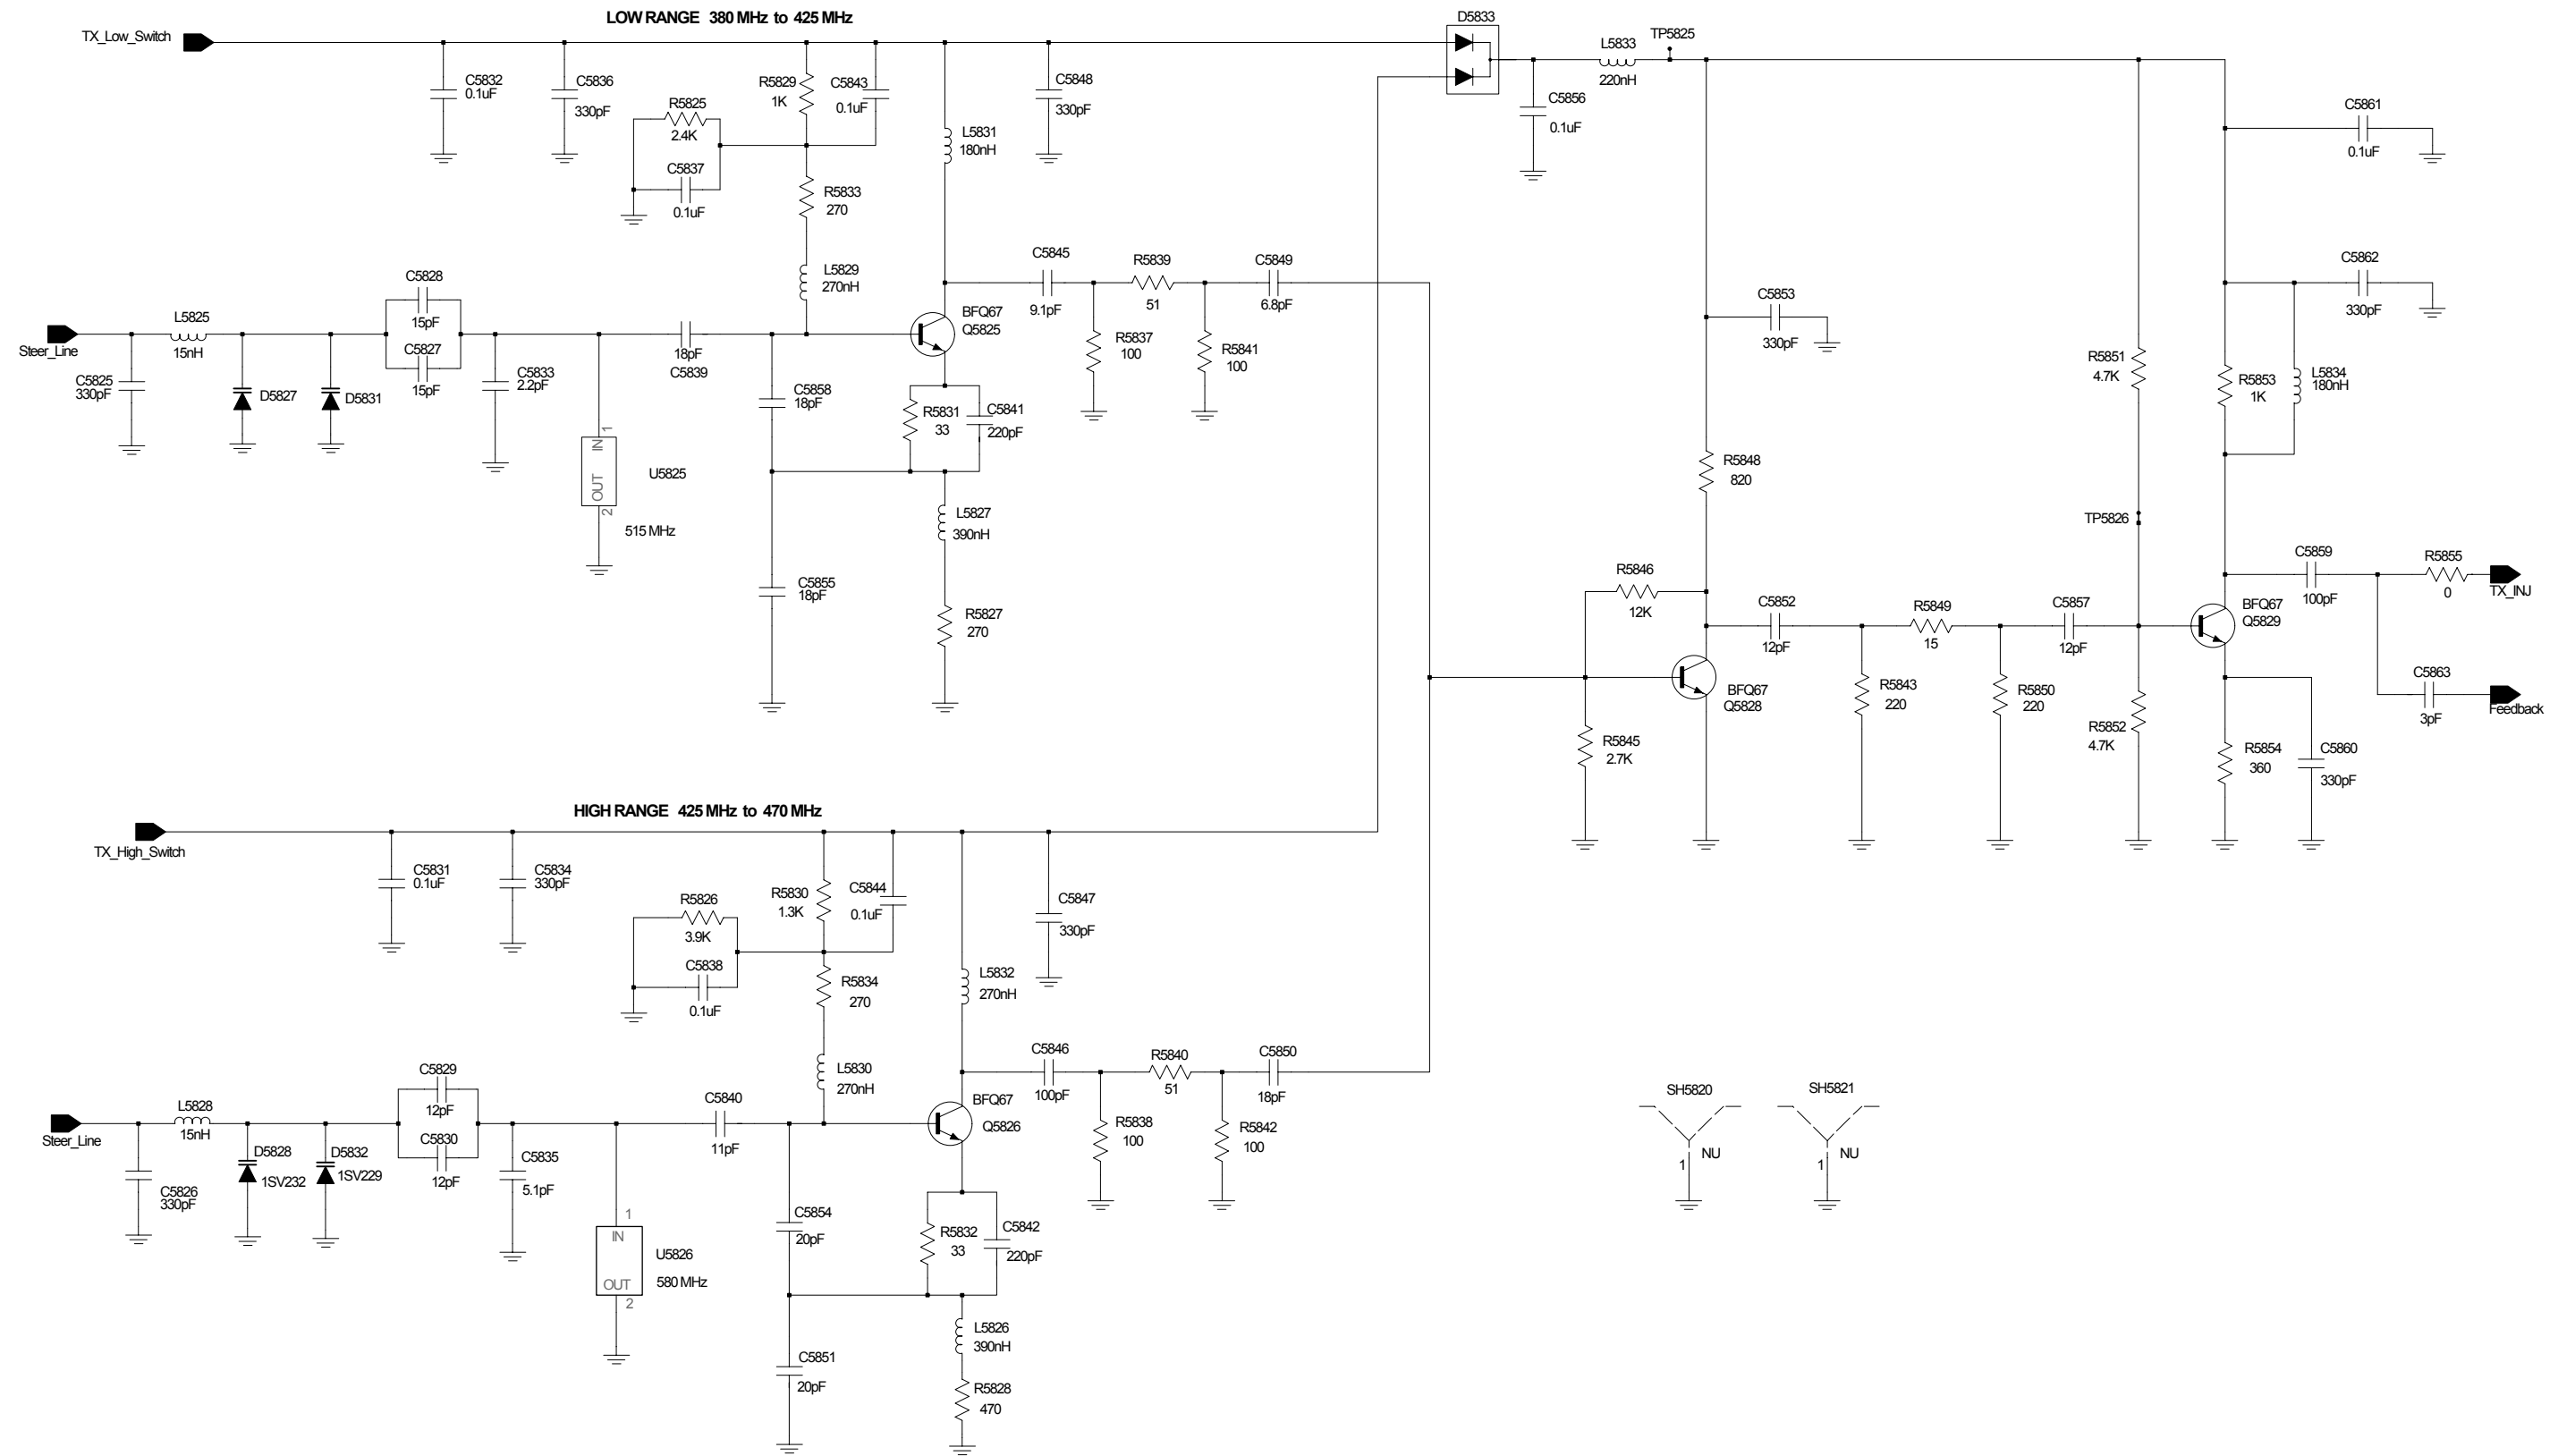 LOW RANGE 380 MHz to 425 MHz
TX_Low_Switch
C5832
0.1uF
C5836
330pF
R5829
1K
C5843
0.1uF
R5825
2.4K
C5837
0.1uF
R5833
270
L5831
180nH
C5848
330pF
D5833
L5833
220nH
TP5825
C5856
0.1uF
C5861
0.1uF
L5829
270nH
C5845
9.1pF
R5839
51
C5849
6.8pF
C5853
330pF
C5862
330pF
Steer_Line
L5825
15nH
C5828
15pF
C5827
15pF
C5825
330pF
D5827
D5831
C5833
2.2pF
18pF
C5839
BFQ67
Q5825
R5837
100
R5841
100
C5858
18pF
R5831
33
C5841
220pF
R5851
4.7K
R5853
1K
L5834
180nH
1
IN
OUT
2
U5825
515 MHz
L5827
390nH
R5848
820
TP5826
C5855
18pF
R5827
270
R5846
12K
C5852
12pF
R5849
15
C5857
12pF
BFQ67
Q5829
C5859
100pF
R5855
0
TX_INJ
BFQ67
Q5828
R5843
220
R5850
220
R5852
4.7K
C5863
3pF
Feedback
R5845
2.7K
R5854
360
C5860
330pF
HIGH RANGE 425 MHz to 470 MHz
TX_High_Switch
C5831
0.1uF
C5834
330pF
R5826
3.9K
R5830
1.3K
C5844
0.1uF
C5847
330pF
C5838
0.1uF
R5834
270
L5832
270nH
L5830
270nH
C5846
100pF
R5840
51
C5850
18pF
Steer_Line
L5828
15nH
C5829
12pF
C5830
12pF
C5840
11pF
BFQ67
Q5826
R5838
100
R5842
100
C5826
330pF
D5828
1SV232
D5832
1SV229
C5835
5.1pF
1
IN
OUT
2
U5826
580 MHz
C5854
20pF
R5832
33
C5842
220pF
L5826
390nH
C5851
20pF
R5828
470
SH5820
NU
1
SH5821
NU
1